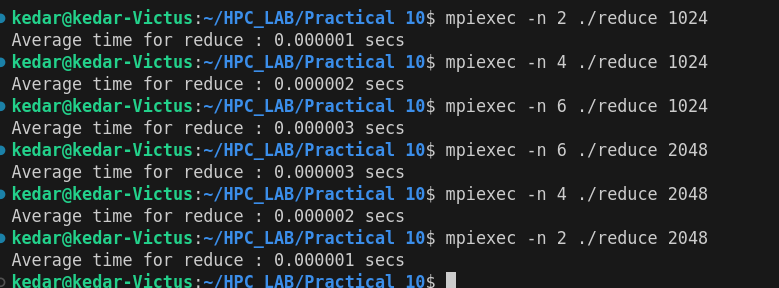 kedar@kedar-Victus:~/HPC_LAB/Practical 10$ mpiexec -n 2 ./reduce 1024
Average time for reduce : 0.000001 secs
kedar@kedar-Victus:~/HPC_LAB/Practical 10$ mpiexec -n 4 ./reduce 1024
Average time for reduce : 0.000002 secs
kedar@kedar-Victus:~/HPC_LAB/Practical 10$ mpiexec -n 6 ./reduce 1024
Average time for reduce : 0.000003 secs
kedar@kedar-Victus:~/HPC_LAB/Practical 10$ mpiexec -n 6 ./reduce 2048
Average time for reduce : 0.000003 secs
kedar@kedar-Victus:~/HPC_LAB/Practical 10$ mpiexec -n 4 ./reduce 2048
Average time for reduce : 0.000002 secs
kedar@kedar-Victus:~/HPC_LAB/Practical 10$ mpiexec -n 2 ./reduce 2048
Average time for reduce : 0.000001 secs
kedar@kedar-Victus:~/HPC_LAB/Practical 10$